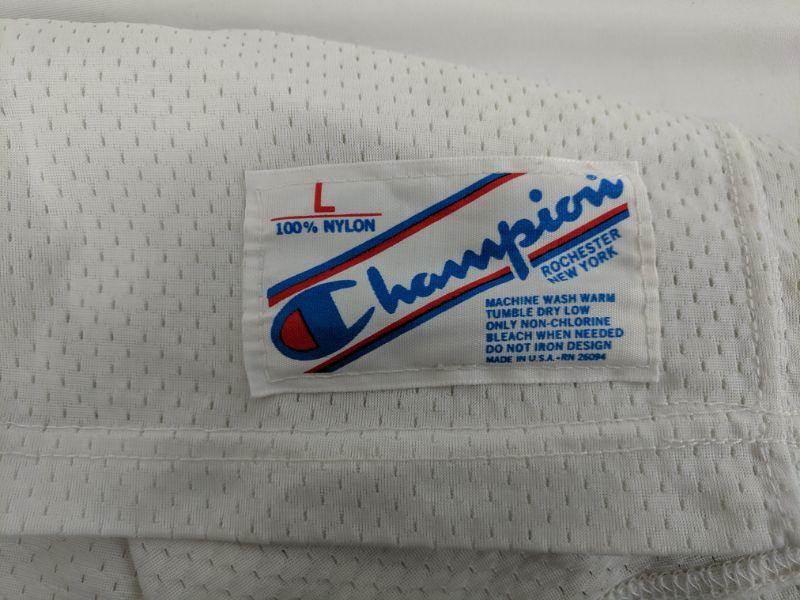 L
100% NYLON
Champion
ROCHESTER
NEW YORK
MACHINE WASH WARM
TUMBLE DRY LOW
ONLY NON-CHLORINE
BLEACH WHEN NEEDED
DO NOT IRON DESIGN
MADE IN U.S.A.-RN 26094